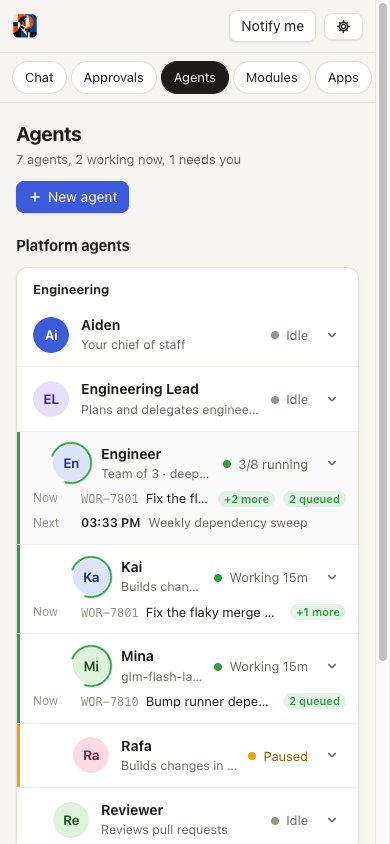 Notify me
Chat
Approvals
Agents
Modules
Apps
Agents
7 agents, 2 working now, 1 needs you
+ New agent
Platform agents
Engineering
Ai
Aiden
Your chief of staff
Idle
EL
Engineering Lead
Plans and delegates enginee...
Idle
En
Engineer
Team of 3 · deep...
3/8 running
Now WOR-7801 Fix the fl... +2 more 2 queued
Next 03:33 PM Weekly dependency sweep
Ka
Kai
Builds chan...
Working 15m
Now WOR-7801 Fix the flaky merge ... +1 more
Mi
Mina
glm-flash-la...
Working 15m
Now WOR-7810 Bump runner depe... 2 queued
Ra
Rafa
Builds changes in ...
Paused
Re
Reviewer
Reviews pull requests
Idle